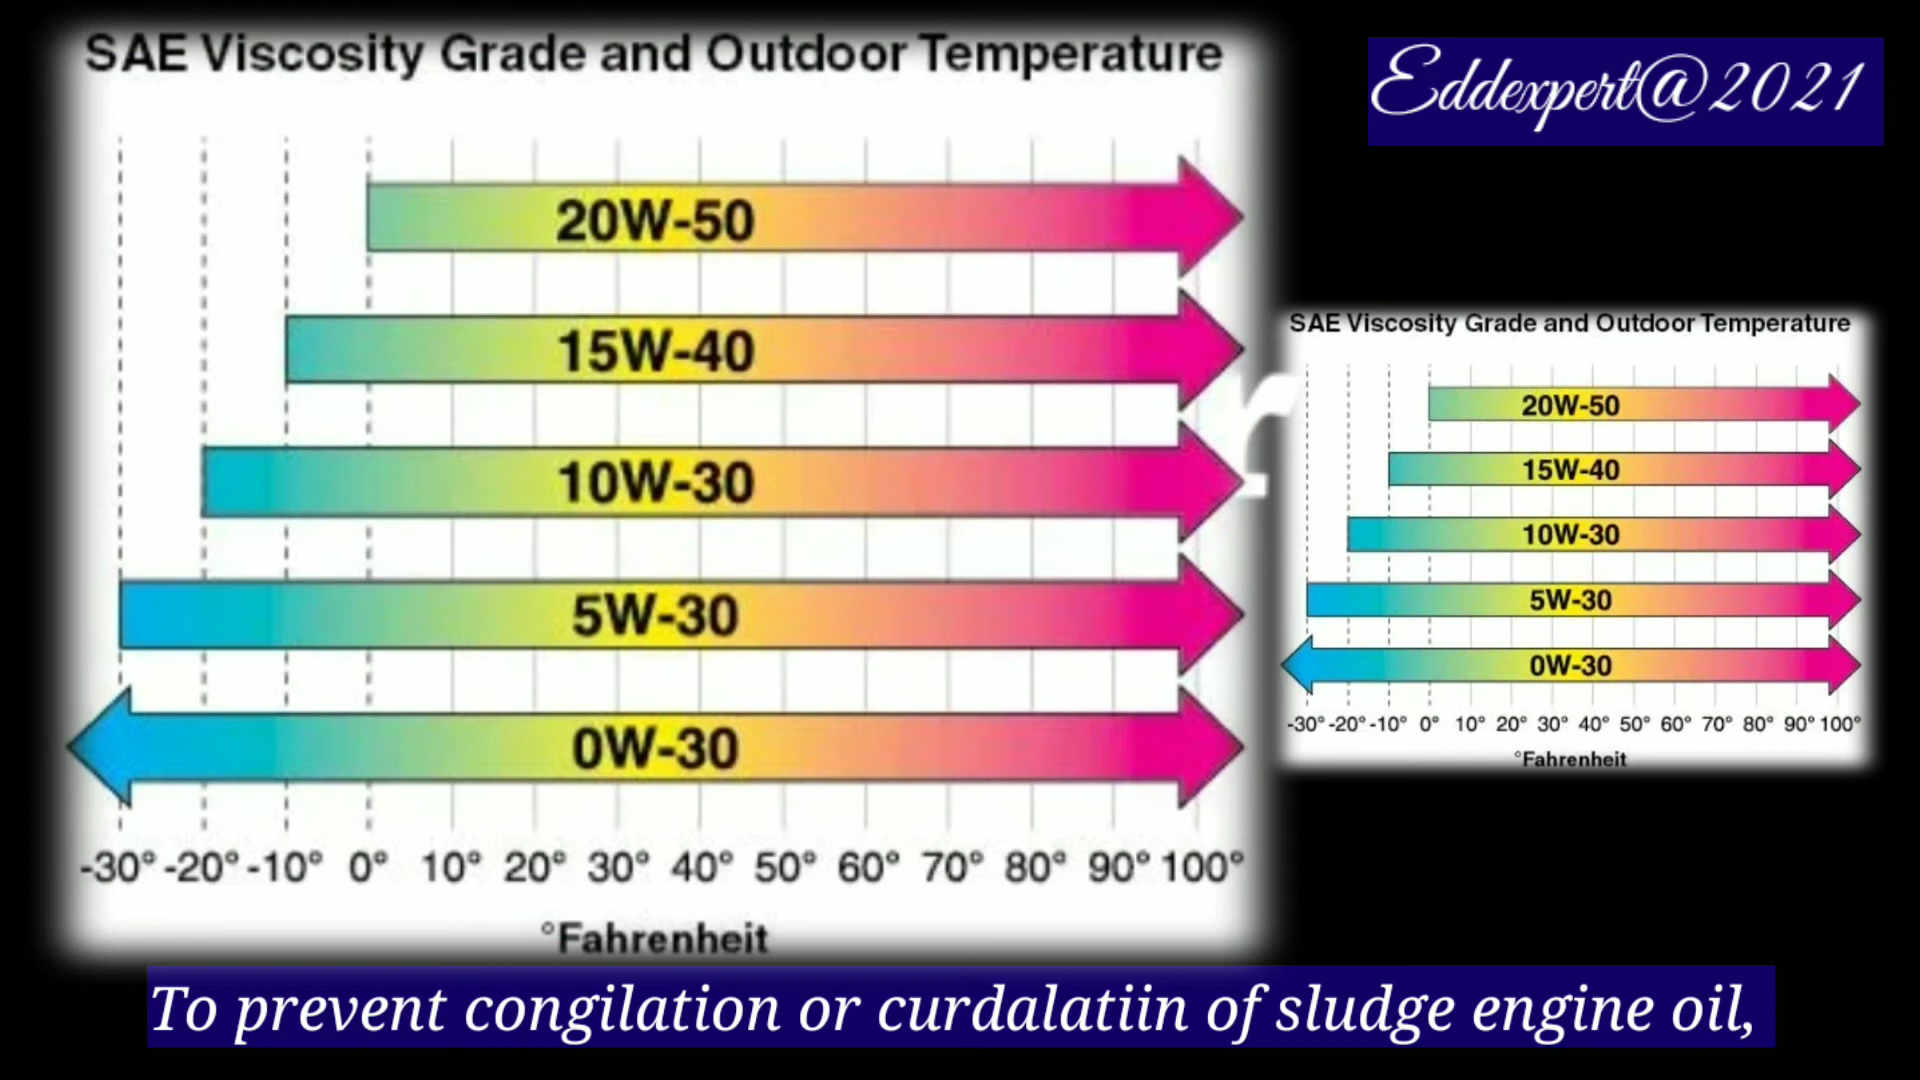 SAE Viscosity Grade and Outdoor Temperature
20W-50
15W-40
10W-30
5W-30
0W-30
-30° -20° -10° 0° 10° 20° 30° 40° 50° 60° 70° 80° 90° 100°
°Fahrenheit
Eddexpert@2021
r
SAE Viscosity Grade and Outdoor Temperature
20W-50
15W-40
10W-30
5W-30
0W-30
-30° -20° -10° 0° 10° 20° 30° 40° 50° 60° 70° 80° 90° 100°
°Fahrenheit
To prevent congilation or curdalatiin of sludge engine oil,